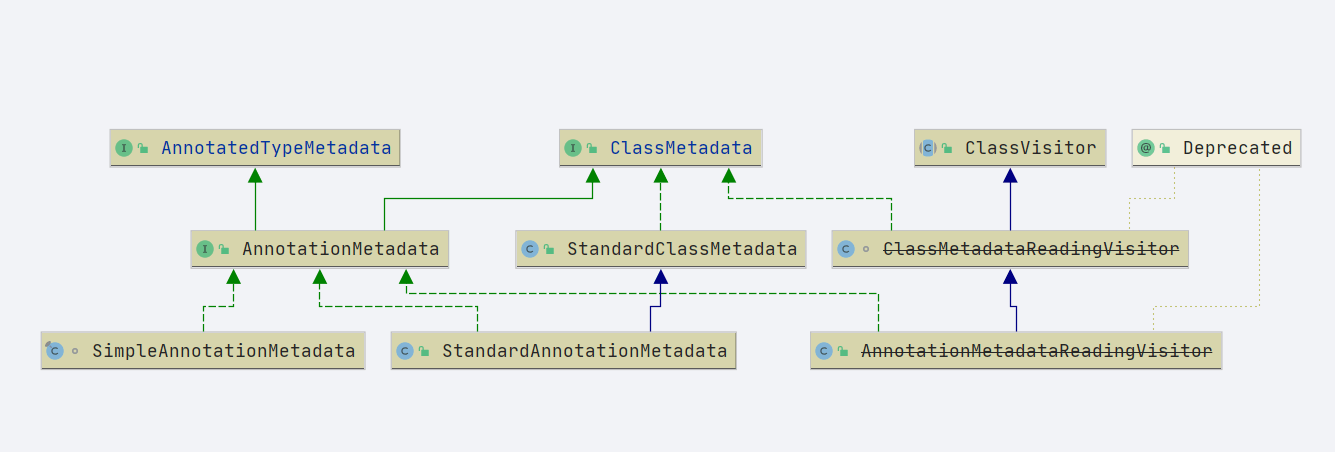 I AnnotatedTypeMetadata
I ClassMetadata
C ClassVisitor
@ Deprecated
I AnnotationMetadata
C StandardClassMetadata
C ClassMetadataReadingVisitor
C SimpleAnnotationMetadata
C StandardAnnotationMetadata
C AnnotationMetadataReadingVisitor